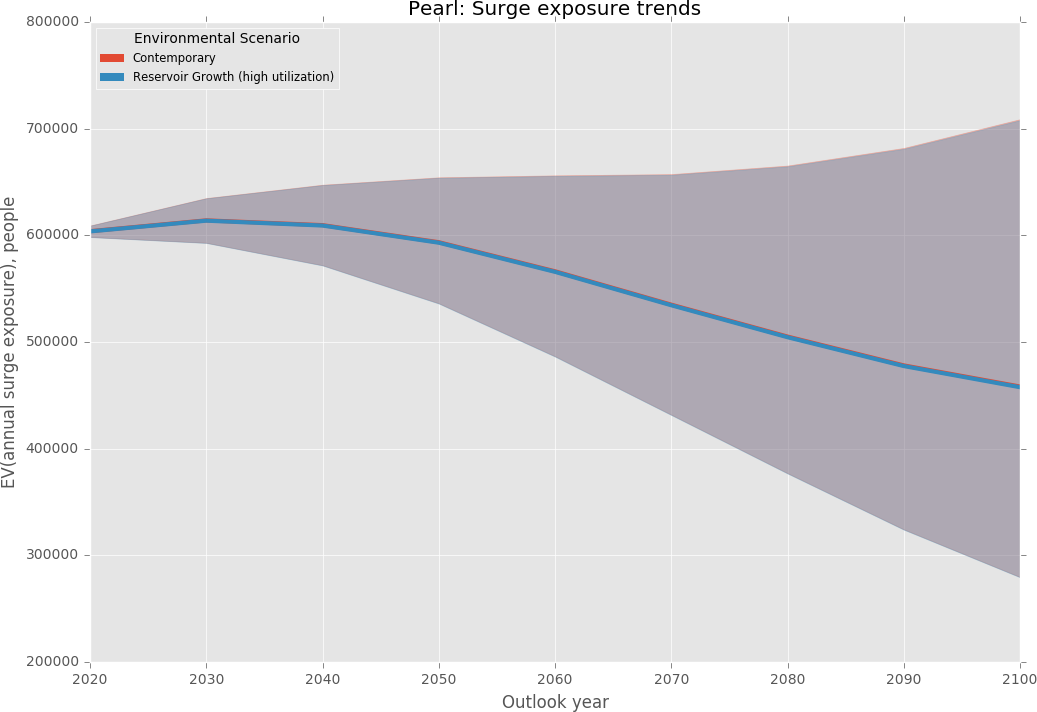 Pearl: Surge exposure trends
Environmental Scenario
Contemporary
Reservoir Growth (high utilization)
EV(annual surge exposure), people
800000
700000
600000
500000
400000
300000
200000
2020 2030 2040 2050 2060 2070 2080 2090 2100
Outlook year